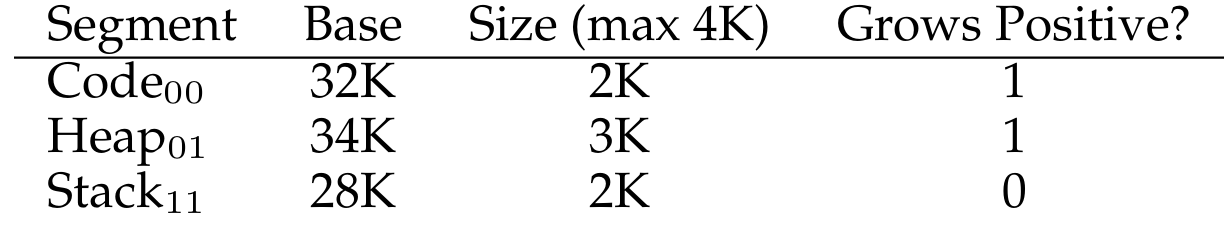 Segment Base Size (max 4K) Grows Positive?
Code₀₀ 32K 2K 1
Heap₀₁ 34K 3K 1
Stack₁₁ 28K 2K 0